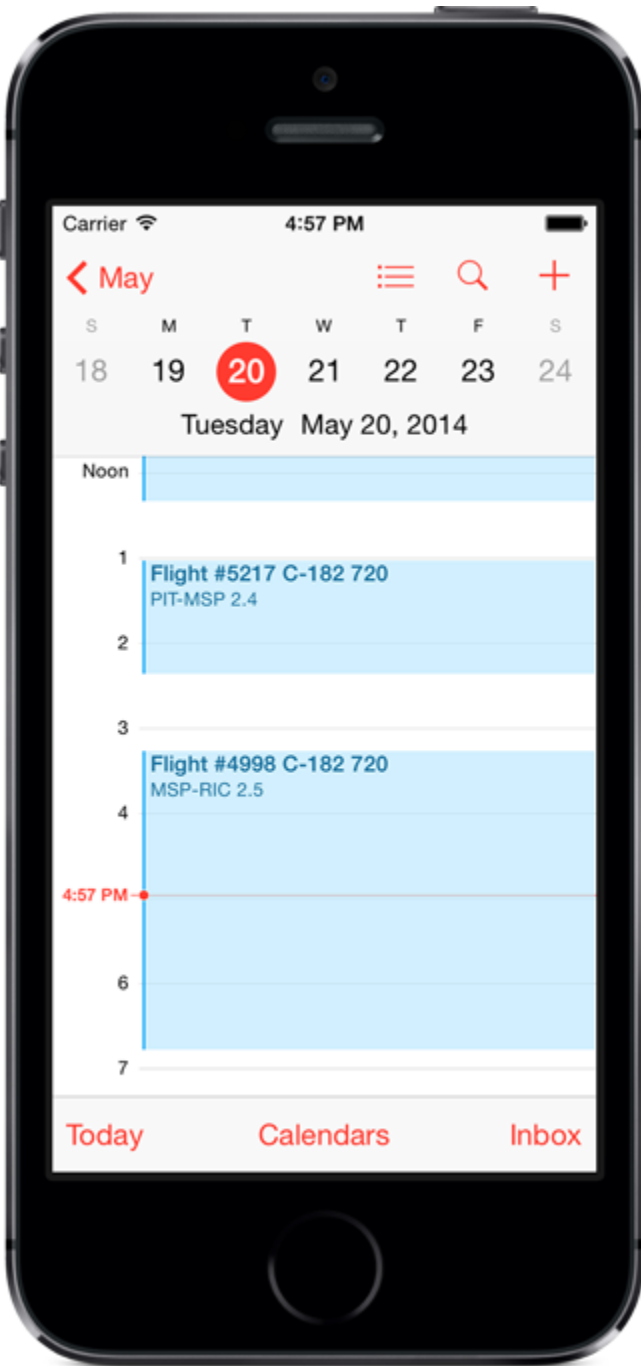 Carrier 4:57 PM
May
S M T W T F S
18 19 20 21 22 23 24
Tuesday May 20, 2014
Noon
1
Flight #5217 C-182 720
PIT-MSP 2.4
2
3
Flight #4998 C-182 720
MSP-RIC 2.5
4
4:57 PM
6
7
Today Calendars Inbox